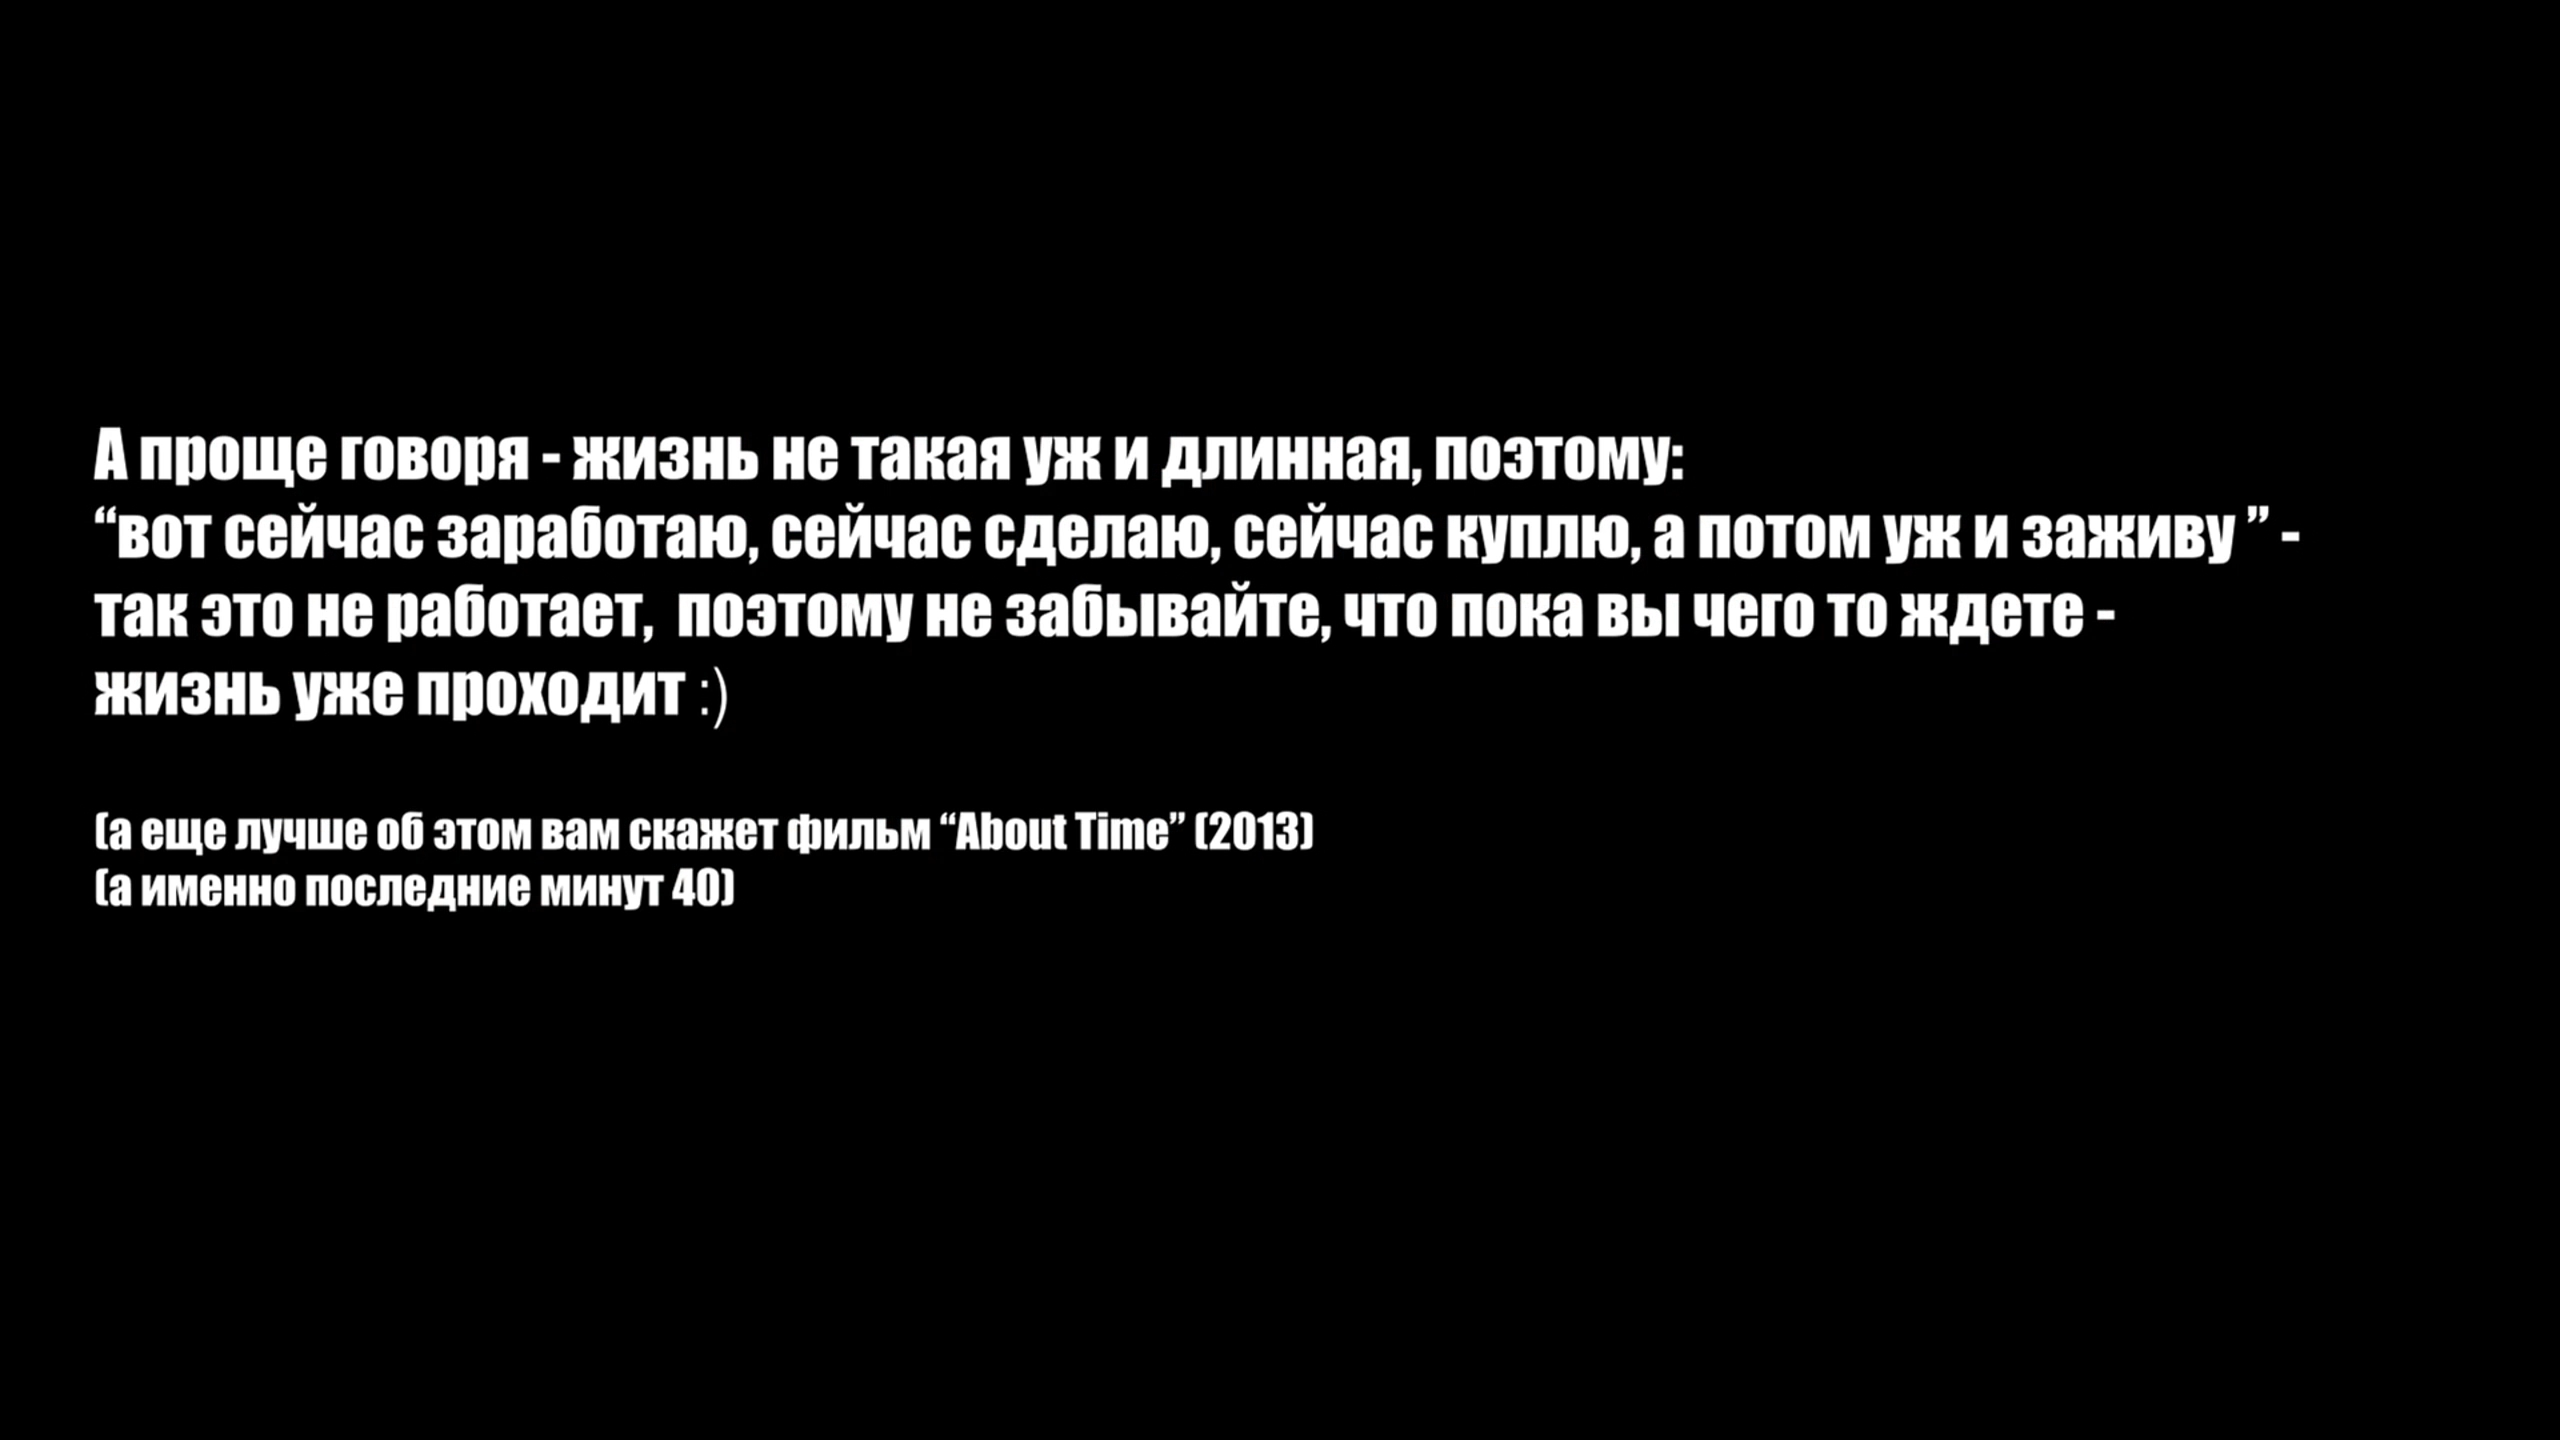 А проще говоря - жизнь не такая уж и длинная, поэтому:
“вот сейчас заработаю, сейчас сделаю, сейчас куплю, а потом уж и заживу ” -
так это не работает,  поэтому не забывайте, что пока вы чего то ждете -
жизнь уже проходит :)
(а еще лучше об этом вам скажет фильм “About Time” (2013)
(а именно последние минут 40)